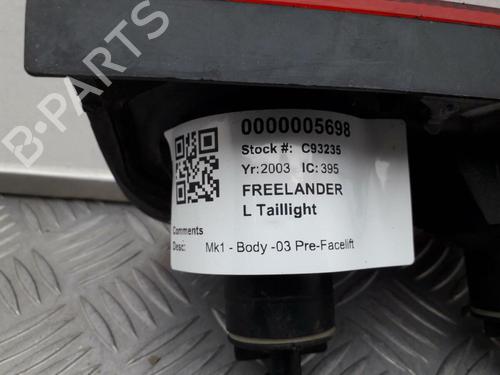 B-PARTS
0000005698
Stock #: C93235
Yr:2003 IC: 395
FREELANDER
L Taillight
Comments
Desc: Mk1 - Body -03 Pre-Facelift